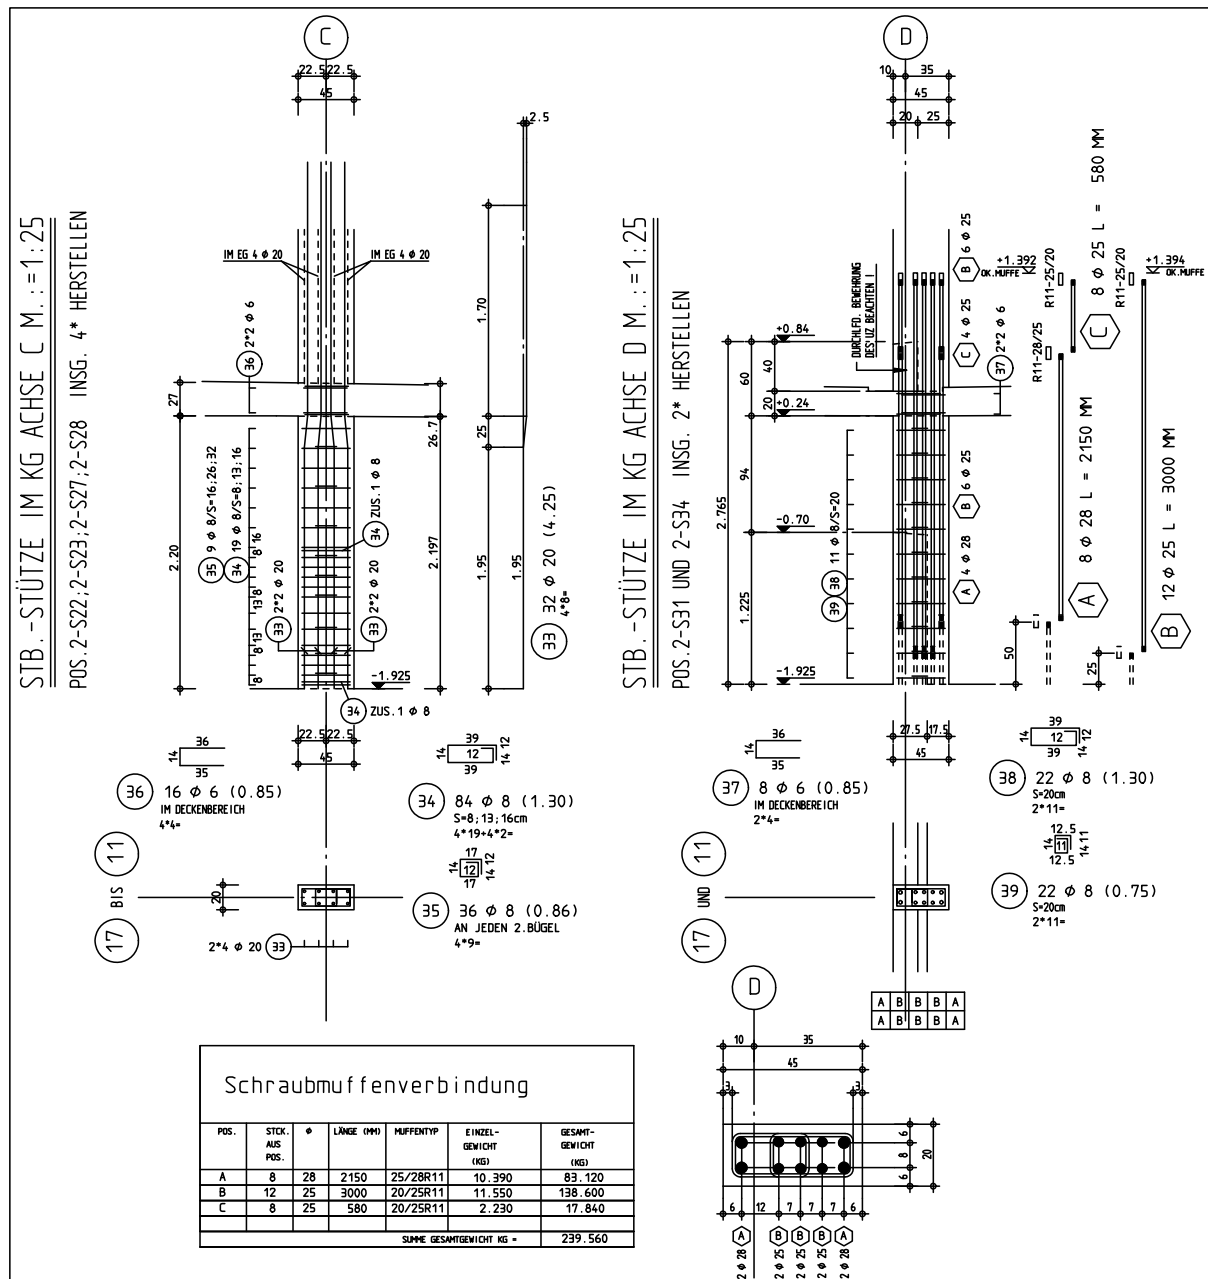 C
22.5 22.5
45
2.5
STB.-STÜTZE IM KG ACHSE C M.:=1:25
POS.2-S22;2-S23;2-S27;2-S28 INSG. 4* HERSTELLEN
IM EG 4 φ 20
IM EG 4 φ 20
36 2*2 φ 6
1.70
27
26.7
25
35 9 φ 8/S=16;26;32
34 19 φ 8/S=8;13;16
34 ZUS.1 φ 8
2.20
2.197
1.95
1.95
8 13 8 13 8 16
8
33 2*2 φ 20
33 2*2 φ 20
-1.925
34 ZUS.1 φ 8
33 32 φ 20 (4.25)
4*8=
22.5 22.5
45
36
14
35
36 16 φ 6 (0.85)
IM DECKENBEREICH
4*4=
39
14 12 14 12
39
34 84 φ 8 (1.30)
S=8;13;16cm
4*19+4*2=
17
14 12 14 12
17
35 36 φ 8 (0.86)
AN JEDEN 2.BÜGEL
4*9=
11
BIS
17
20
2*4 φ 20 33
D
10 35
45
20 25
STB.-STÜTZE IM KG ACHSE D M.:=1:25
POS.2-S31 UND 2-S34 INSG. 2* HERSTELLEN
DURCHLFD. BEWEHRUNG
DES UZ BEACHTEN !
B 6 φ 25
C 4 φ 25
37 2*2 φ 6
+1.392
OK.MUFFE
R11-25/20
R11-28/25
C 8 φ 25 L = 580 MM
+1.394
OK.MUFFE
R11-25/20
+0.84
40
60
20
+0.24
2.765
94
-0.70
1.225
39 38 11 φ 8/S=20
B 6 φ 25
A 4 φ 28
A 8 φ 28 L = 2150 MM
B 12 φ 25 L = 3000 MM
-1.925
50
25
27.5 17.5
45
36
14
35
37 8 φ 6 (0.85)
IM DECKENBEREICH
2*4=
39
14 12 14 12
39
38 22 φ 8 (1.30)
S=20cm
2*11=
12.5
14 11 14 11
12.5
39 22 φ 8 (0.75)
S=20cm
2*11=
11
UND
17
A B B B A
A B B B A
D
10 35
45
3 3
6
8
6
20
6 12 7 7 7 6
A B B B A
2 φ 28 2 φ 25 2 φ 25 2 φ 25 2 φ 28
Schraubmuffenverbindung
POS. STCK. AUS POS. φ LÄNGE (MM) MUFFENTYP EINZEL-GEWICHT (KG) GESAMT-GEWICHT (KG)
A 8 28 2150 25/28R11 10.390 83.120
B 12 25 3000 20/25R11 11.550 138.600
C 8 25 580 20/25R11 2.230 17.840
SUMME GESAMTGEWICHT KG = 239.560